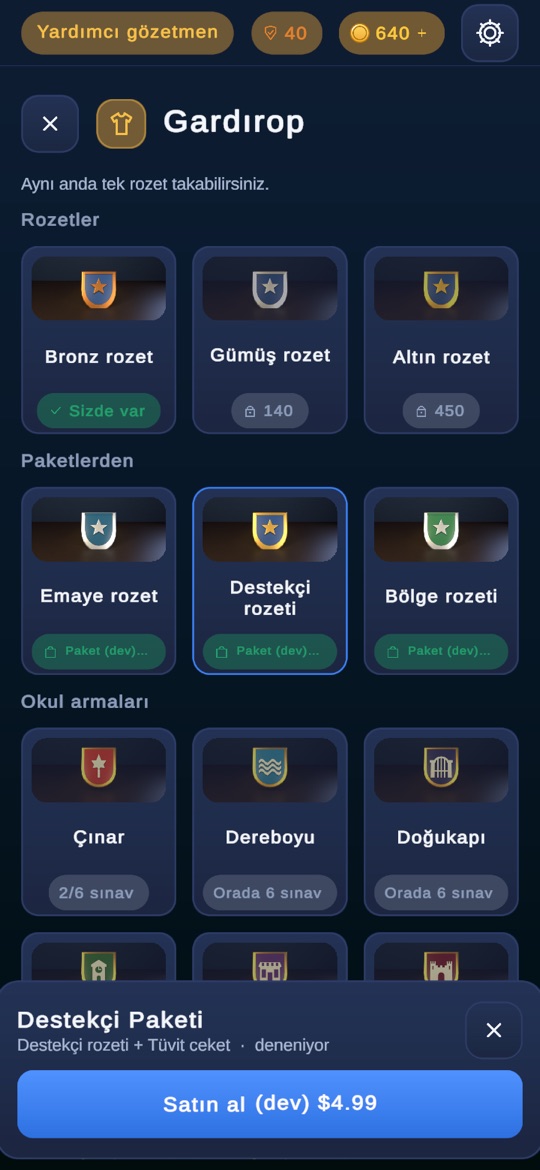 Yardımcı gözetmen
40
640 +
Gardırop
Aynı anda tek rozet takabilirsiniz.
Rozetler
Bronz rozet
Gümüş rozet
Altın rozet
Sizde var
140
450
Paketlerden
Emaye rozet
Destekçi
rozeti
Bölge rozeti
Paket (dev)...
Paket (dev)...
Paket (dev)...
Okul armaları
Çınar
Dereboyu
Doğukapı
2/6 sınav
Orada 6 sınav
Orada 6 sınav
Destekçi Paketi
Destekçi rozeti + Tüvit ceket · deneniyor
Satın al (dev) $4.99